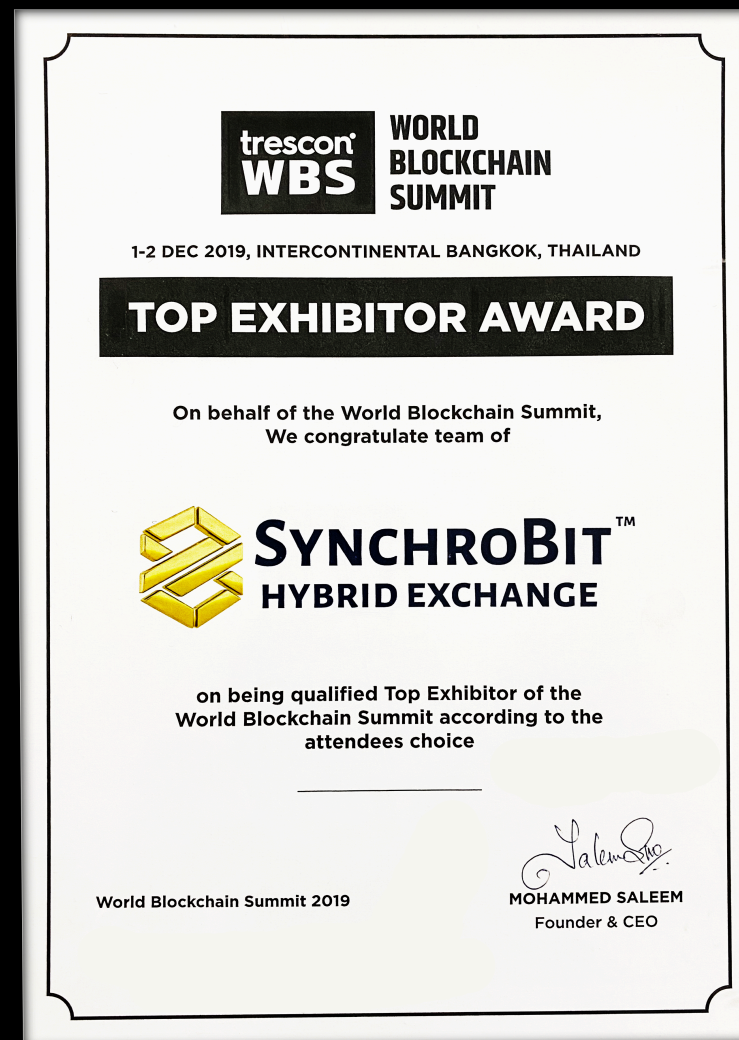 trescon
WBS
WORLD
BLOCKCHAIN
SUMMIT
1-2 DEC 2019, INTERCONTINENTAL BANGKOK, THAILAND
TOP EXHIBITOR AWARD
On behalf of the World Blockchain Summit,
We congratulate team of
SYNCHROBIT™
HYBRID EXCHANGE
on being qualified Top Exhibitor of the
World Blockchain Summit according to the
attendees choice
World Blockchain Summit 2019
MOHAMMED SALEEM
Founder & CEO